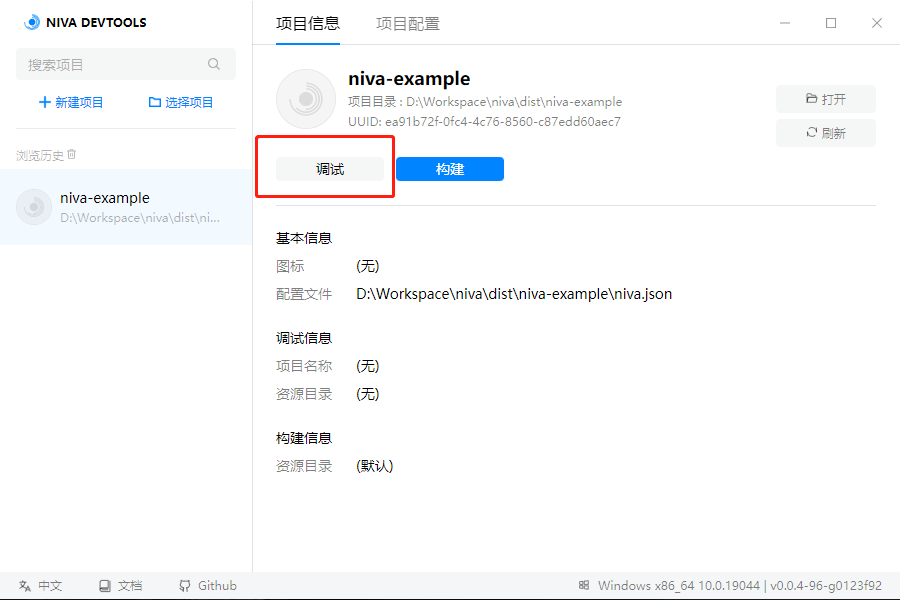 NIVA DEVTOOLS
搜索项目
新建项目 选择项目
浏览历史
niva-example
D:\Workspace\niva\dist\ni...
项目信息 项目配置
niva-example
项目目录 : D:\Workspace\niva\dist\niva-example
UUID: ea91b72f-0fc4-4c76-8560-c87edd60aec7
打开
刷新
调试 构建
基本信息
图标 (无)
配置文件 D:\Workspace\niva\dist\niva-example\niva.json
调试信息
项目名称 (无)
资源目录 (无)
构建信息
资源目录 (默认)
中文 文档 Github Windows x86_64 10.0.19044 | v0.0.4-96-g0123f92